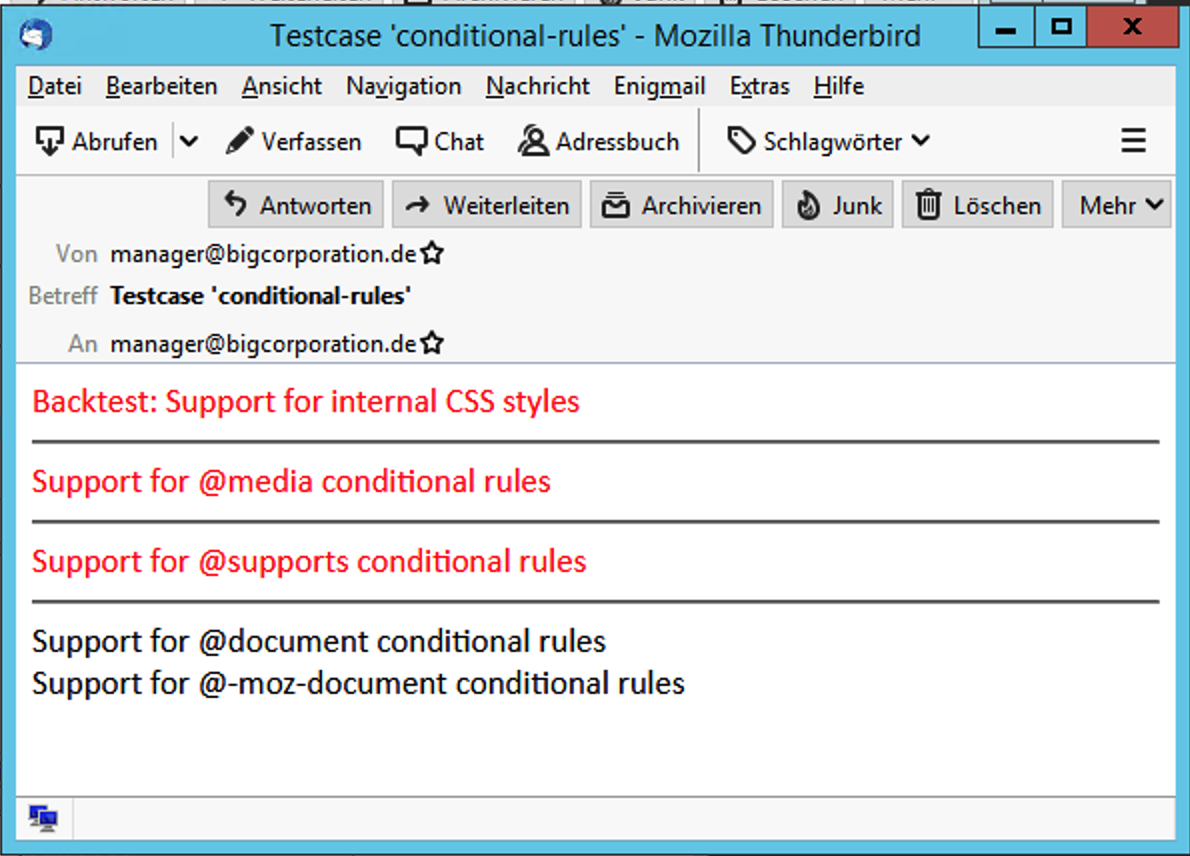 Testcase 'conditional-rules' - Mozilla Thunderbird
Datei Bearbeiten Ansicht Navigation Nachricht Enigmail Extras Hilfe
Abrufen Verfassen Chat Adressbuch Schlagwörter
Antworten Weiterleiten Archivieren Junk Löschen Mehr
Von manager@bigcorporation.de
Betreff Testcase 'conditional-rules'
An manager@bigcorporation.de
Backtest: Support for internal CSS styles
Support for @media conditional rules
Support for @supports conditional rules
Support for @document conditional rules
Support for @-moz-document conditional rules